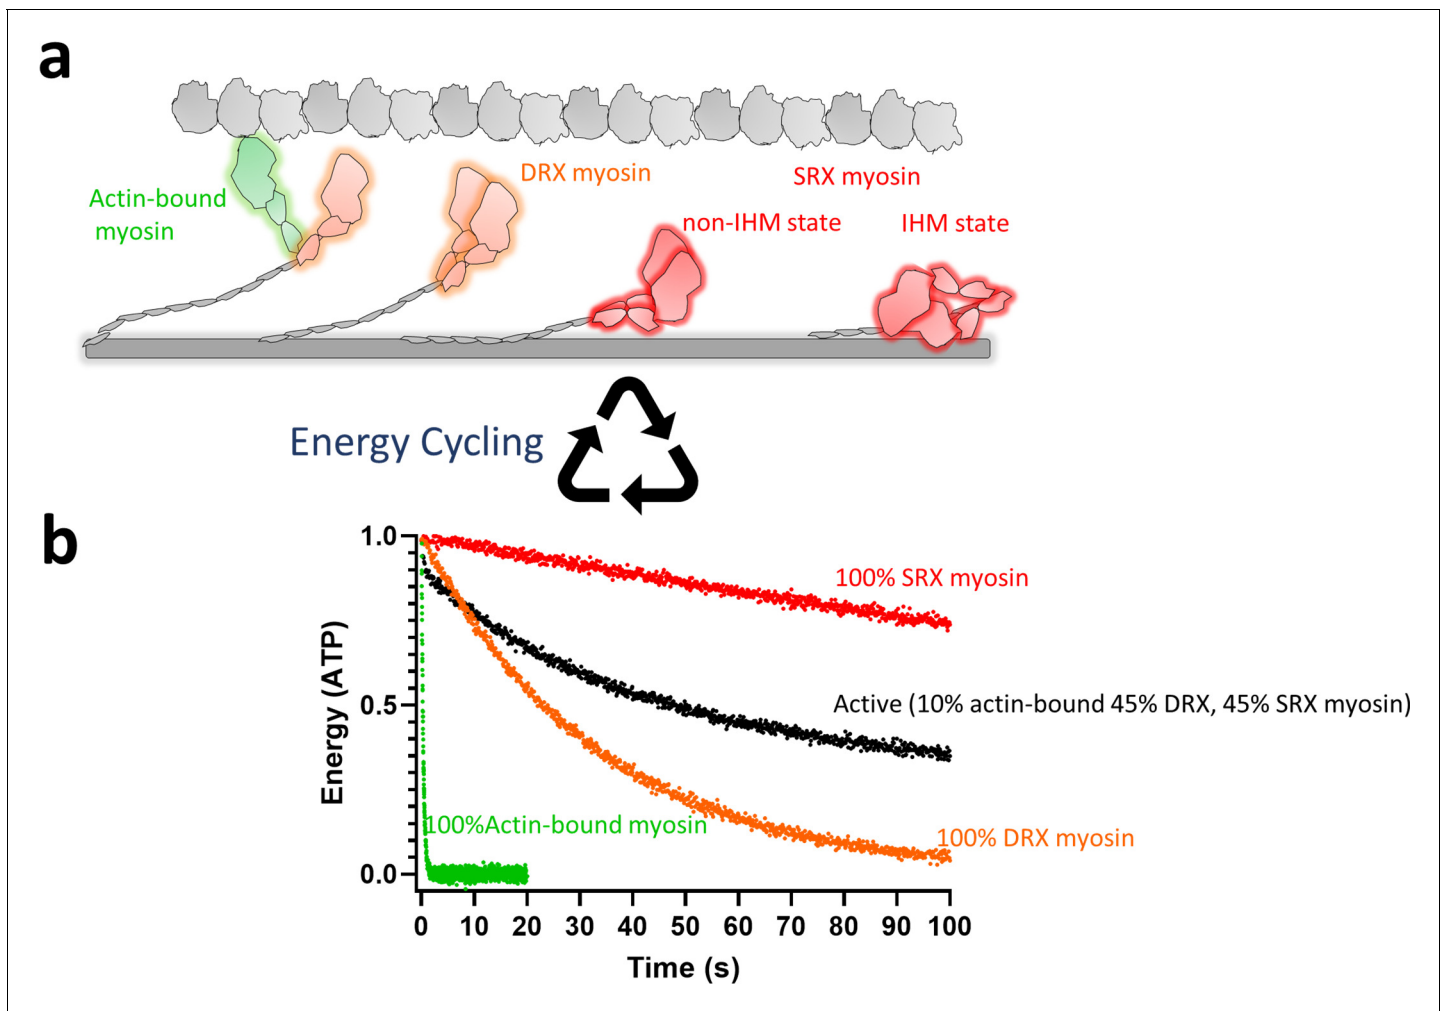 a
Actin-bound
myosin
DRX myosin
SRX myosin
non-IHM state
IHM state
Energy Cycling
b
Energy (ATP)
1.0
0.5
0.0
100% SRX myosin
Active (10% actin-bound 45% DRX, 45% SRX myosin)
100%Actin-bound myosin
100% DRX myosin
0 10 20 30 40 50 60 70 80 90 100
Time (s)